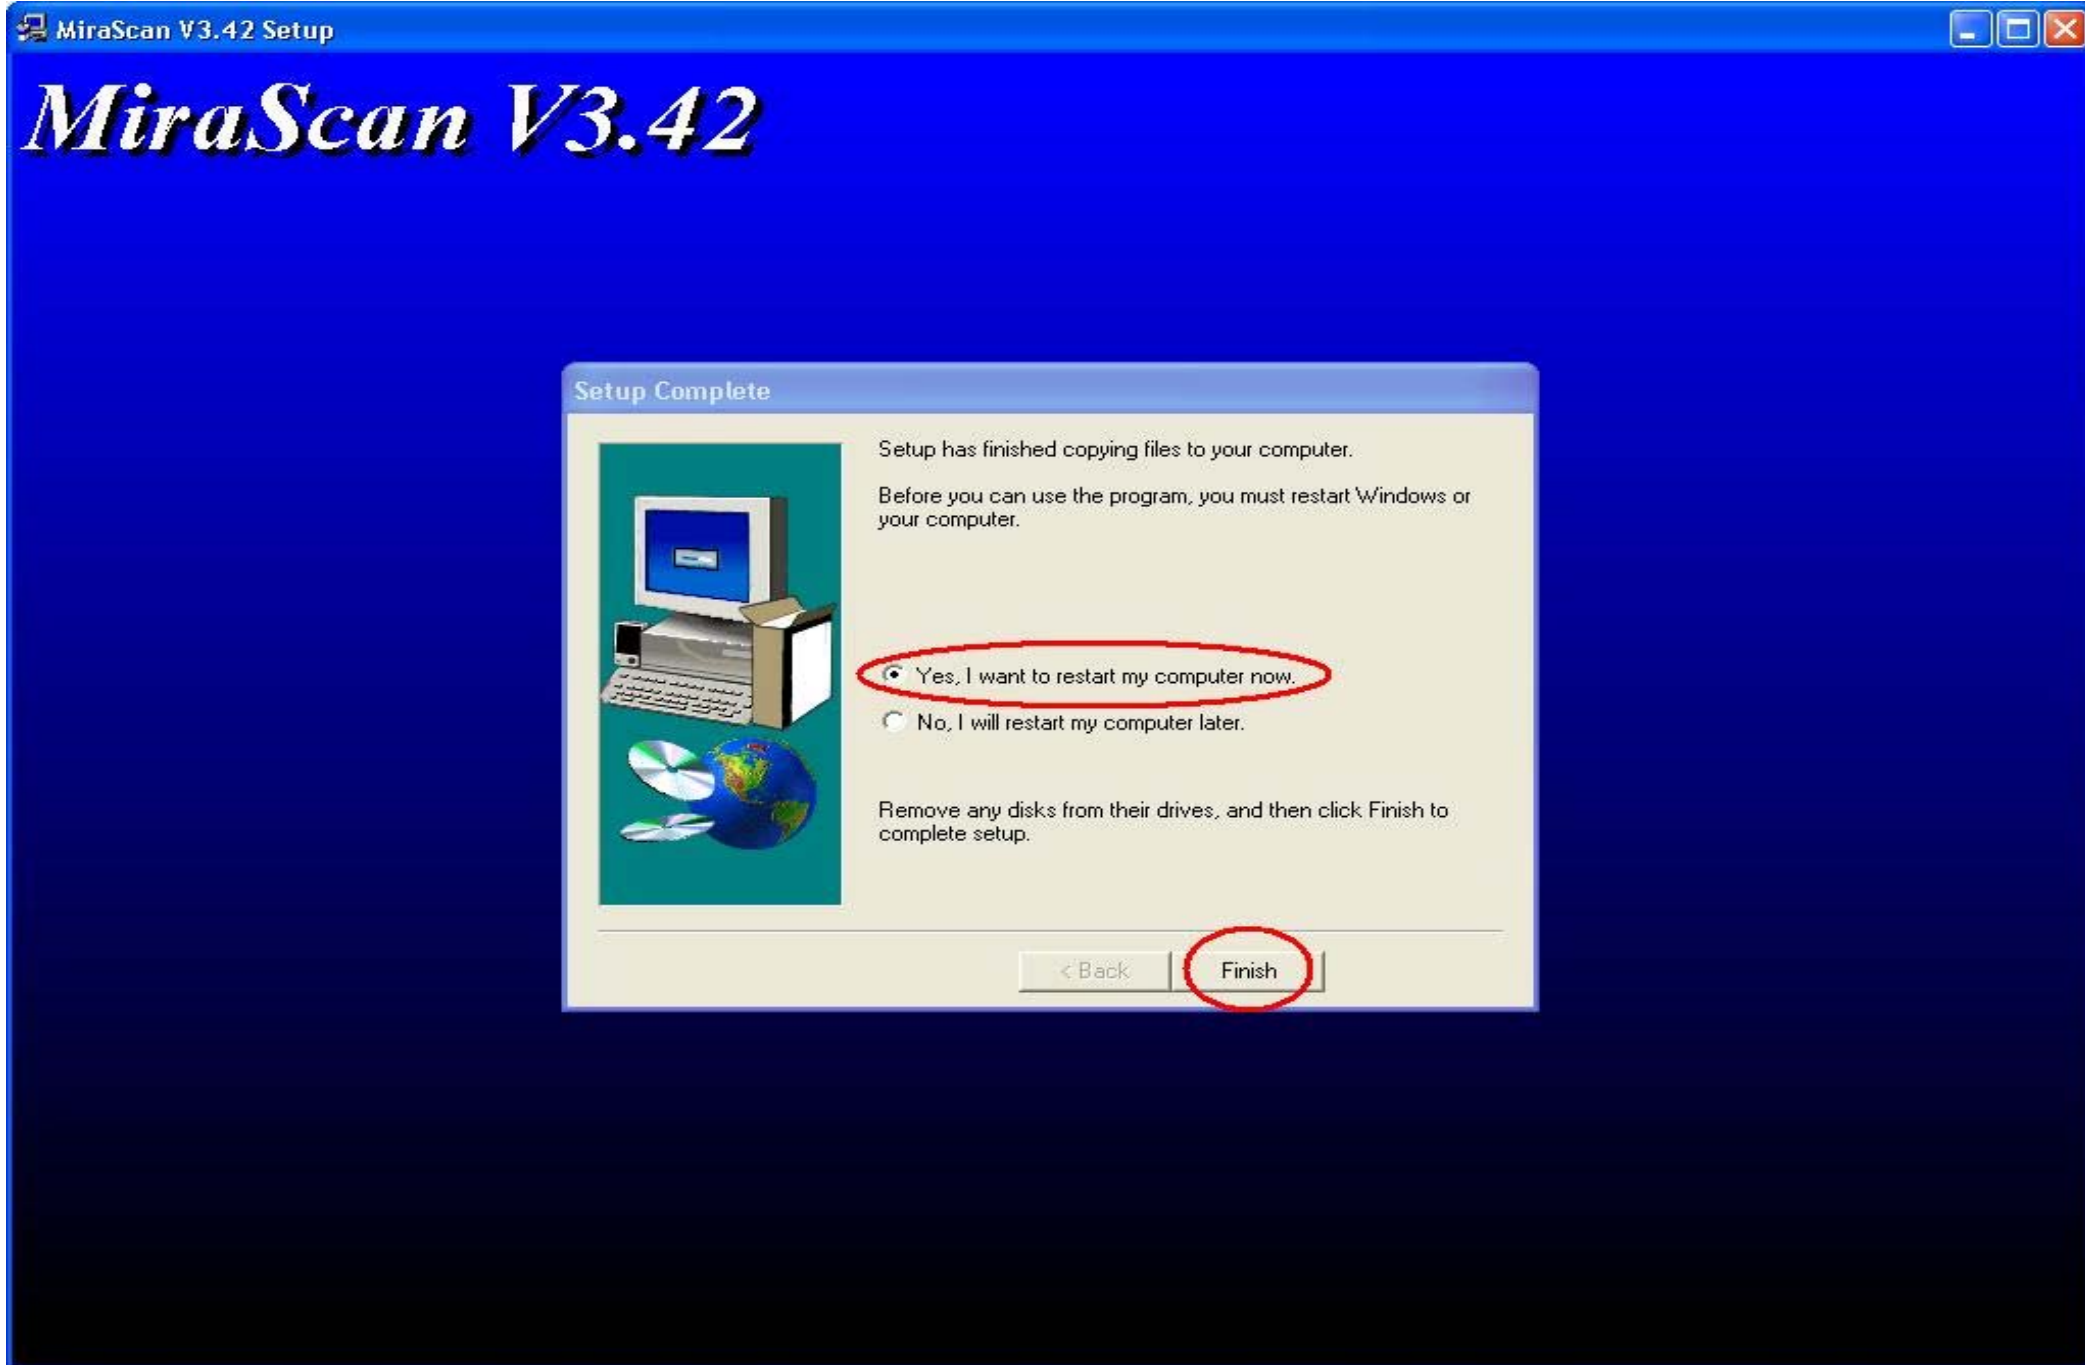 MiraScan V3.42 Setup
MiraScan V3.42
Setup Complete
Setup has finished copying files to your computer.
Before you can use the program, you must restart Windows or
your computer.
Yes, I want to restart my computer now.
No, I will restart my computer later.
Remove any disks from their drives, and then click Finish to
complete setup.
< Back
Finish